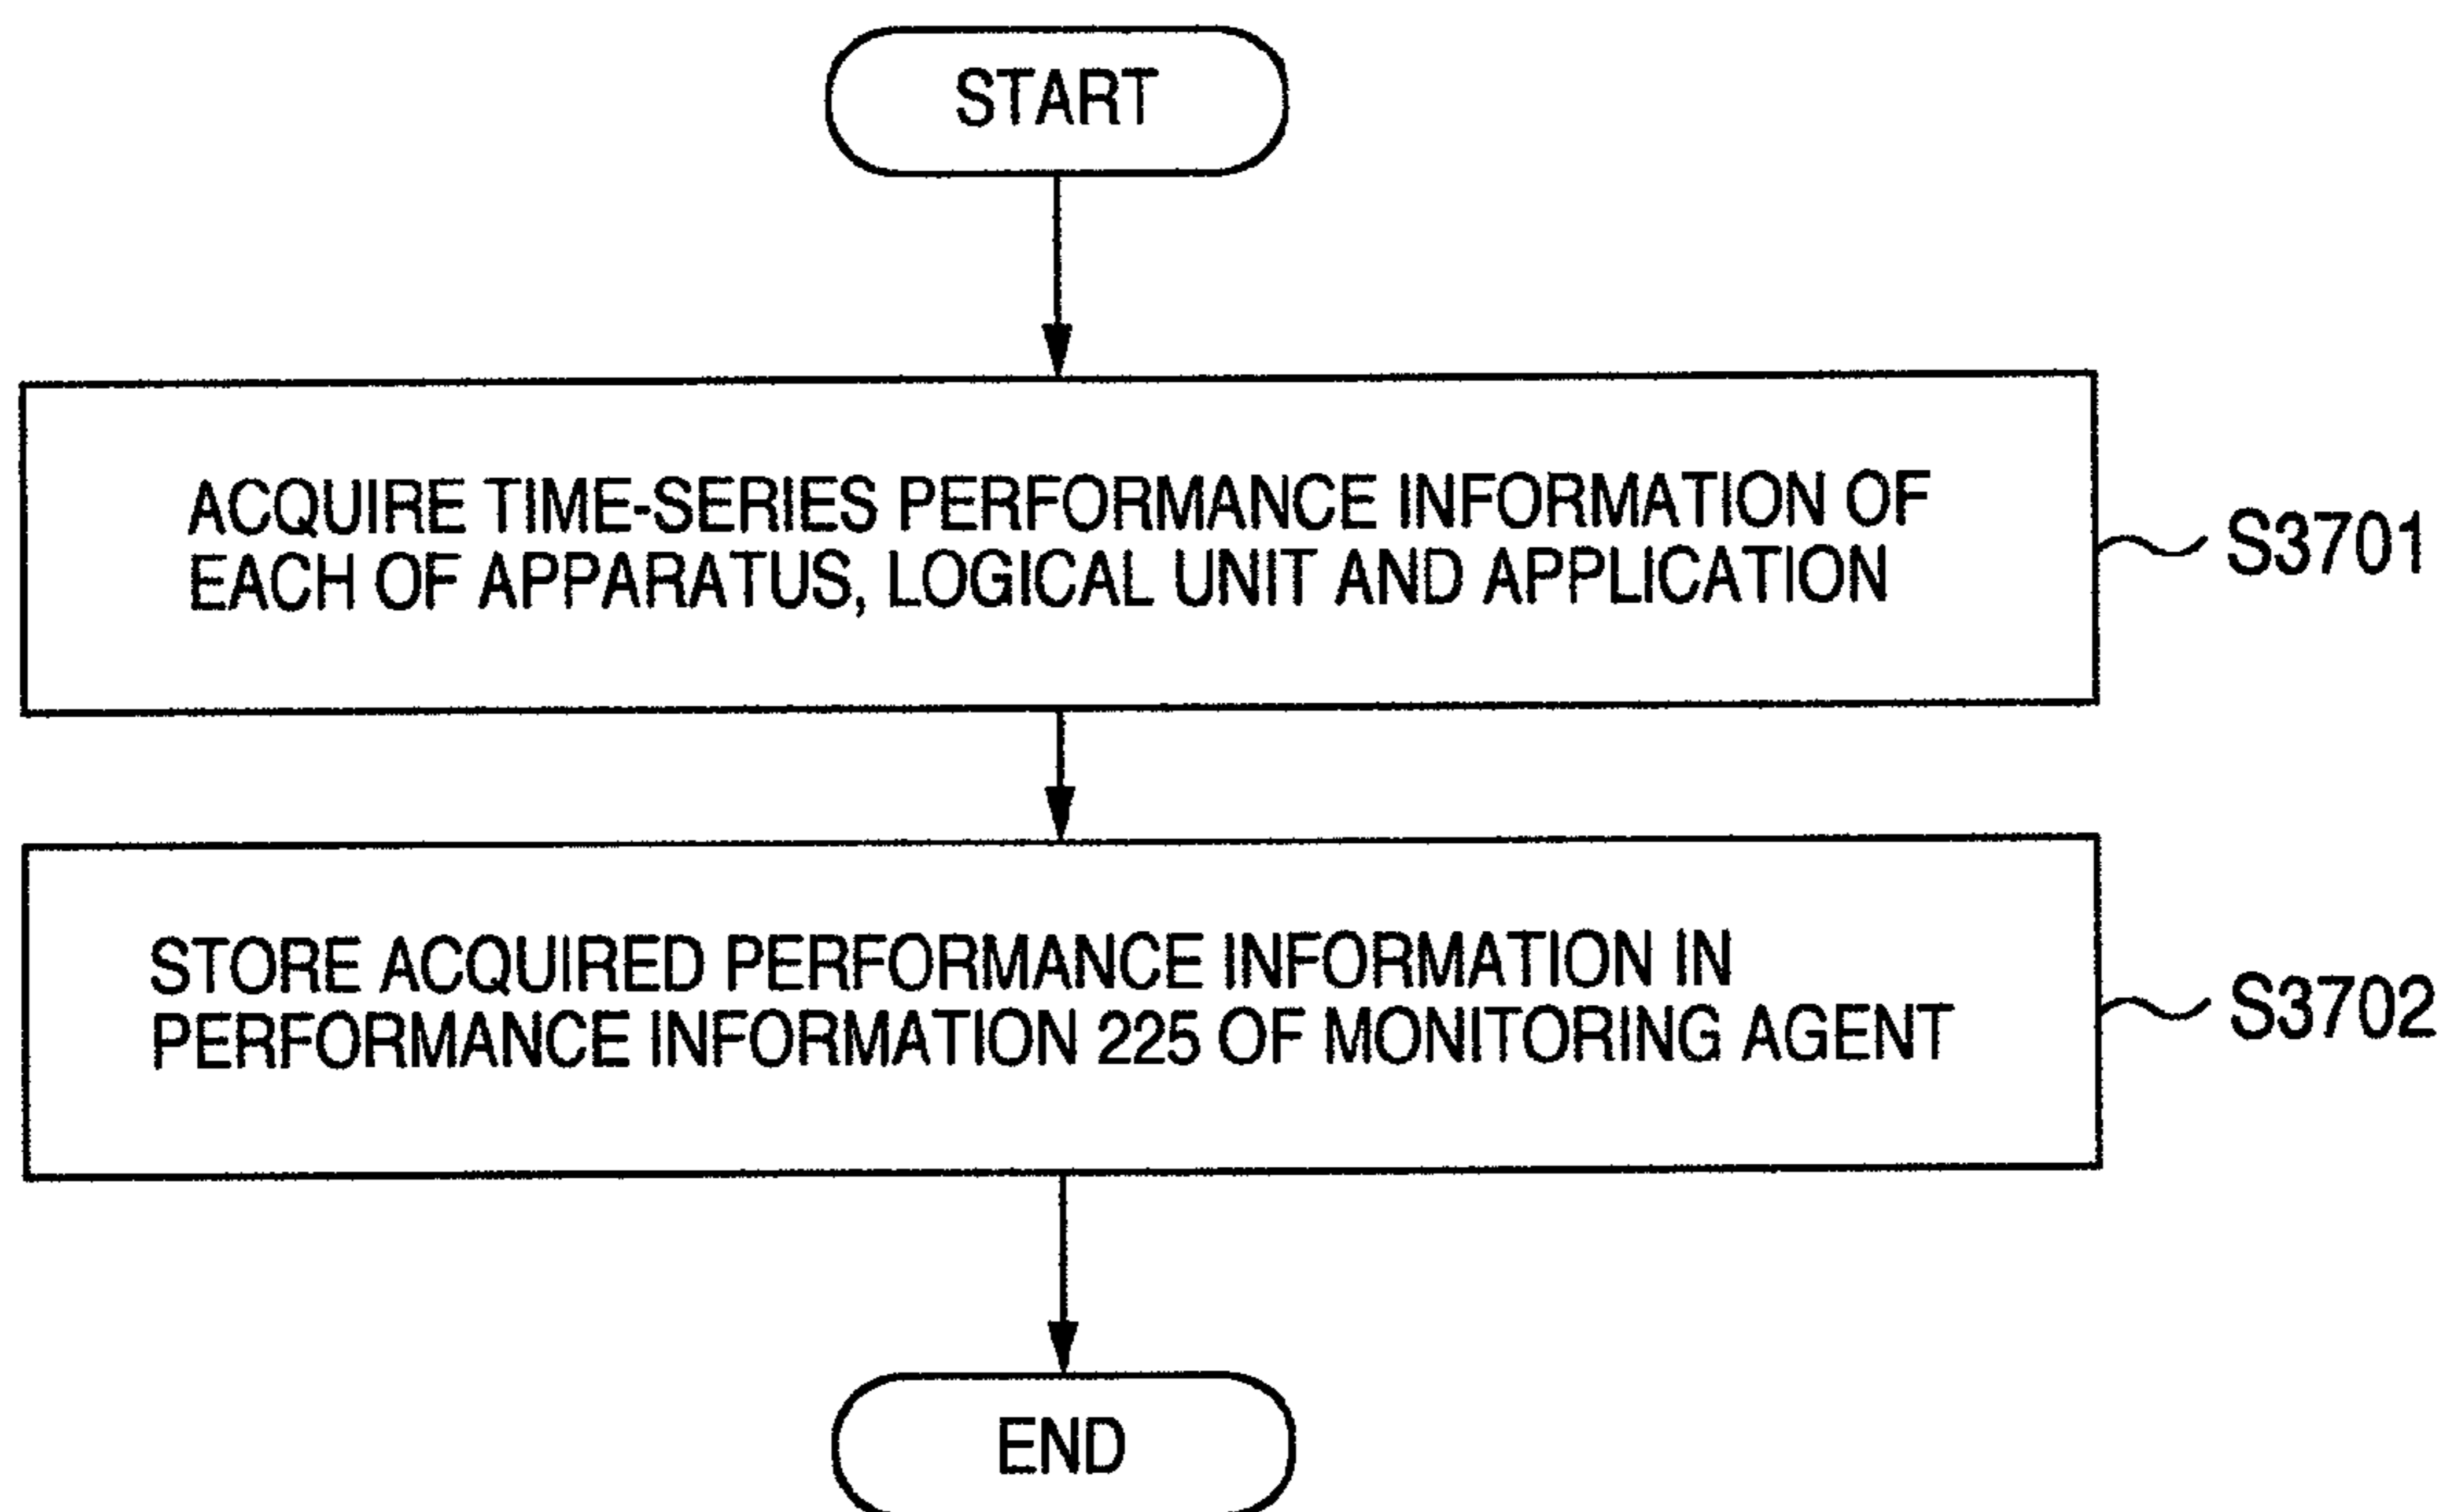 START
ACQUIRE TIME-SERIES PERFORMANCE INFORMATION OF
EACH OF APPARATUS, LOGICAL UNIT AND APPLICATION
S3701
STORE ACQUIRED PERFORMANCE INFORMATION IN
PERFORMANCE INFORMATION 225 OF MONITORING AGENT
S3702
END